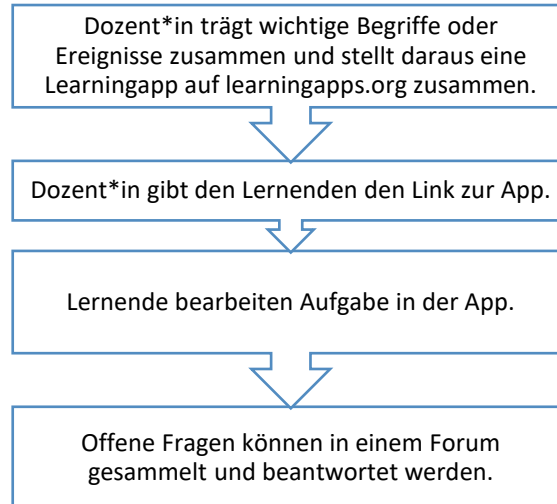 Dozent*in trägt wichtige Begriffe oder
Ereignisse zusammen und stellt daraus eine
Learningapp auf learningapps.org zusammen.
Dozent*in gibt den Lernenden den Link zur App.
Lernende bearbeiten Aufgabe in der App.
Offene Fragen können in einem Forum
gesammelt und beantwortet werden.